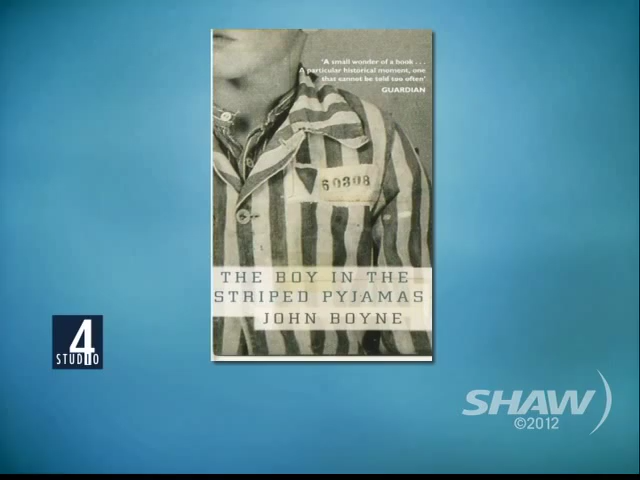 'A small wonder of a book . . .
A particular historical moment, one
that cannot be told too often'
GUARDIAN
60308
THE BOY IN THE
STRIPED PYJAMAS
JOHN BOYNE
4
STUDIO
SHAW)
©2012